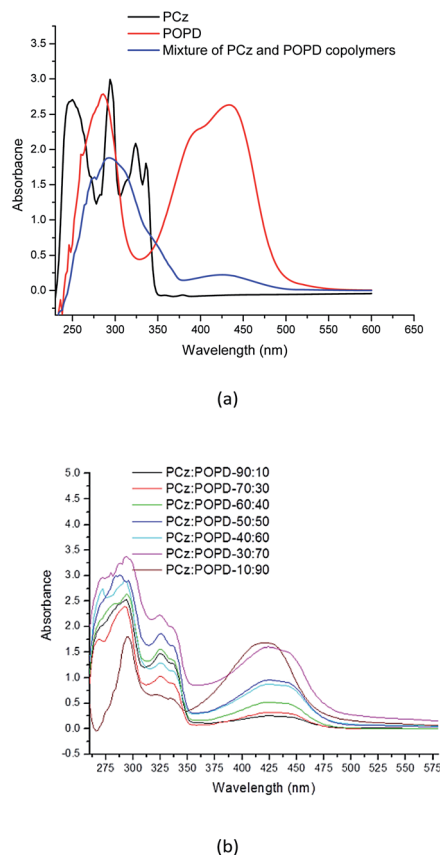 PCz
POPD
Mixture of PCz and POPD copolymers
3.0
2.5
2.0
1.5
1.0
0.5
0.0
Absorbacne
250 300 350 400 450 500 550 600 650
Wavelength (nm)
(a)
PCz:POPD-90:10
PCz:POPD-70:30
PCz:POPD-60:40
PCz:POPD-50:50
PCz:POPD-40:60
PCz:POPD-30:70
PCz:POPD-10:90
5.0
4.5
4.0
3.5
3.0
2.5
2.0
1.5
1.0
0.5
0.0
-0.5
Absorbance
275 300 325 350 375 400 425 450 475 500 525 550 575
Wavelength (nm)
(b)